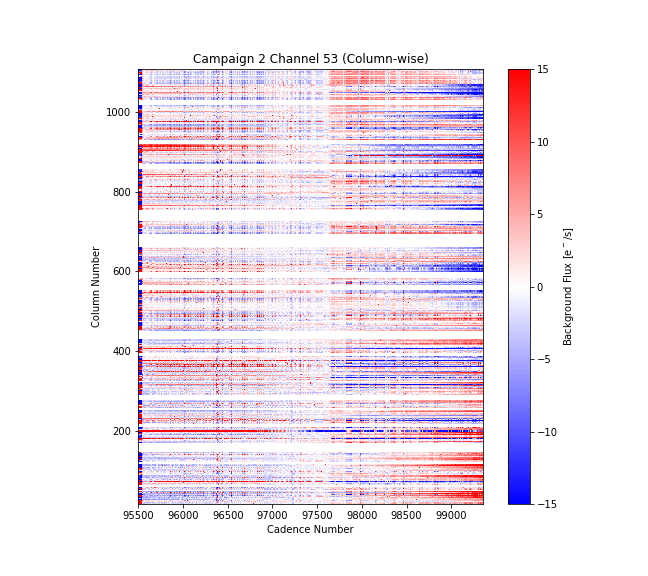 Campaign 2 Channel 53 (Column-wise)
1000
800
600
400
200
95500 96000 96500 97000 97500 98000 98500 99000
Cadence Number
Column Number
15
10
5
0
−5
−10
−15
Background Flux [e⁻/s]